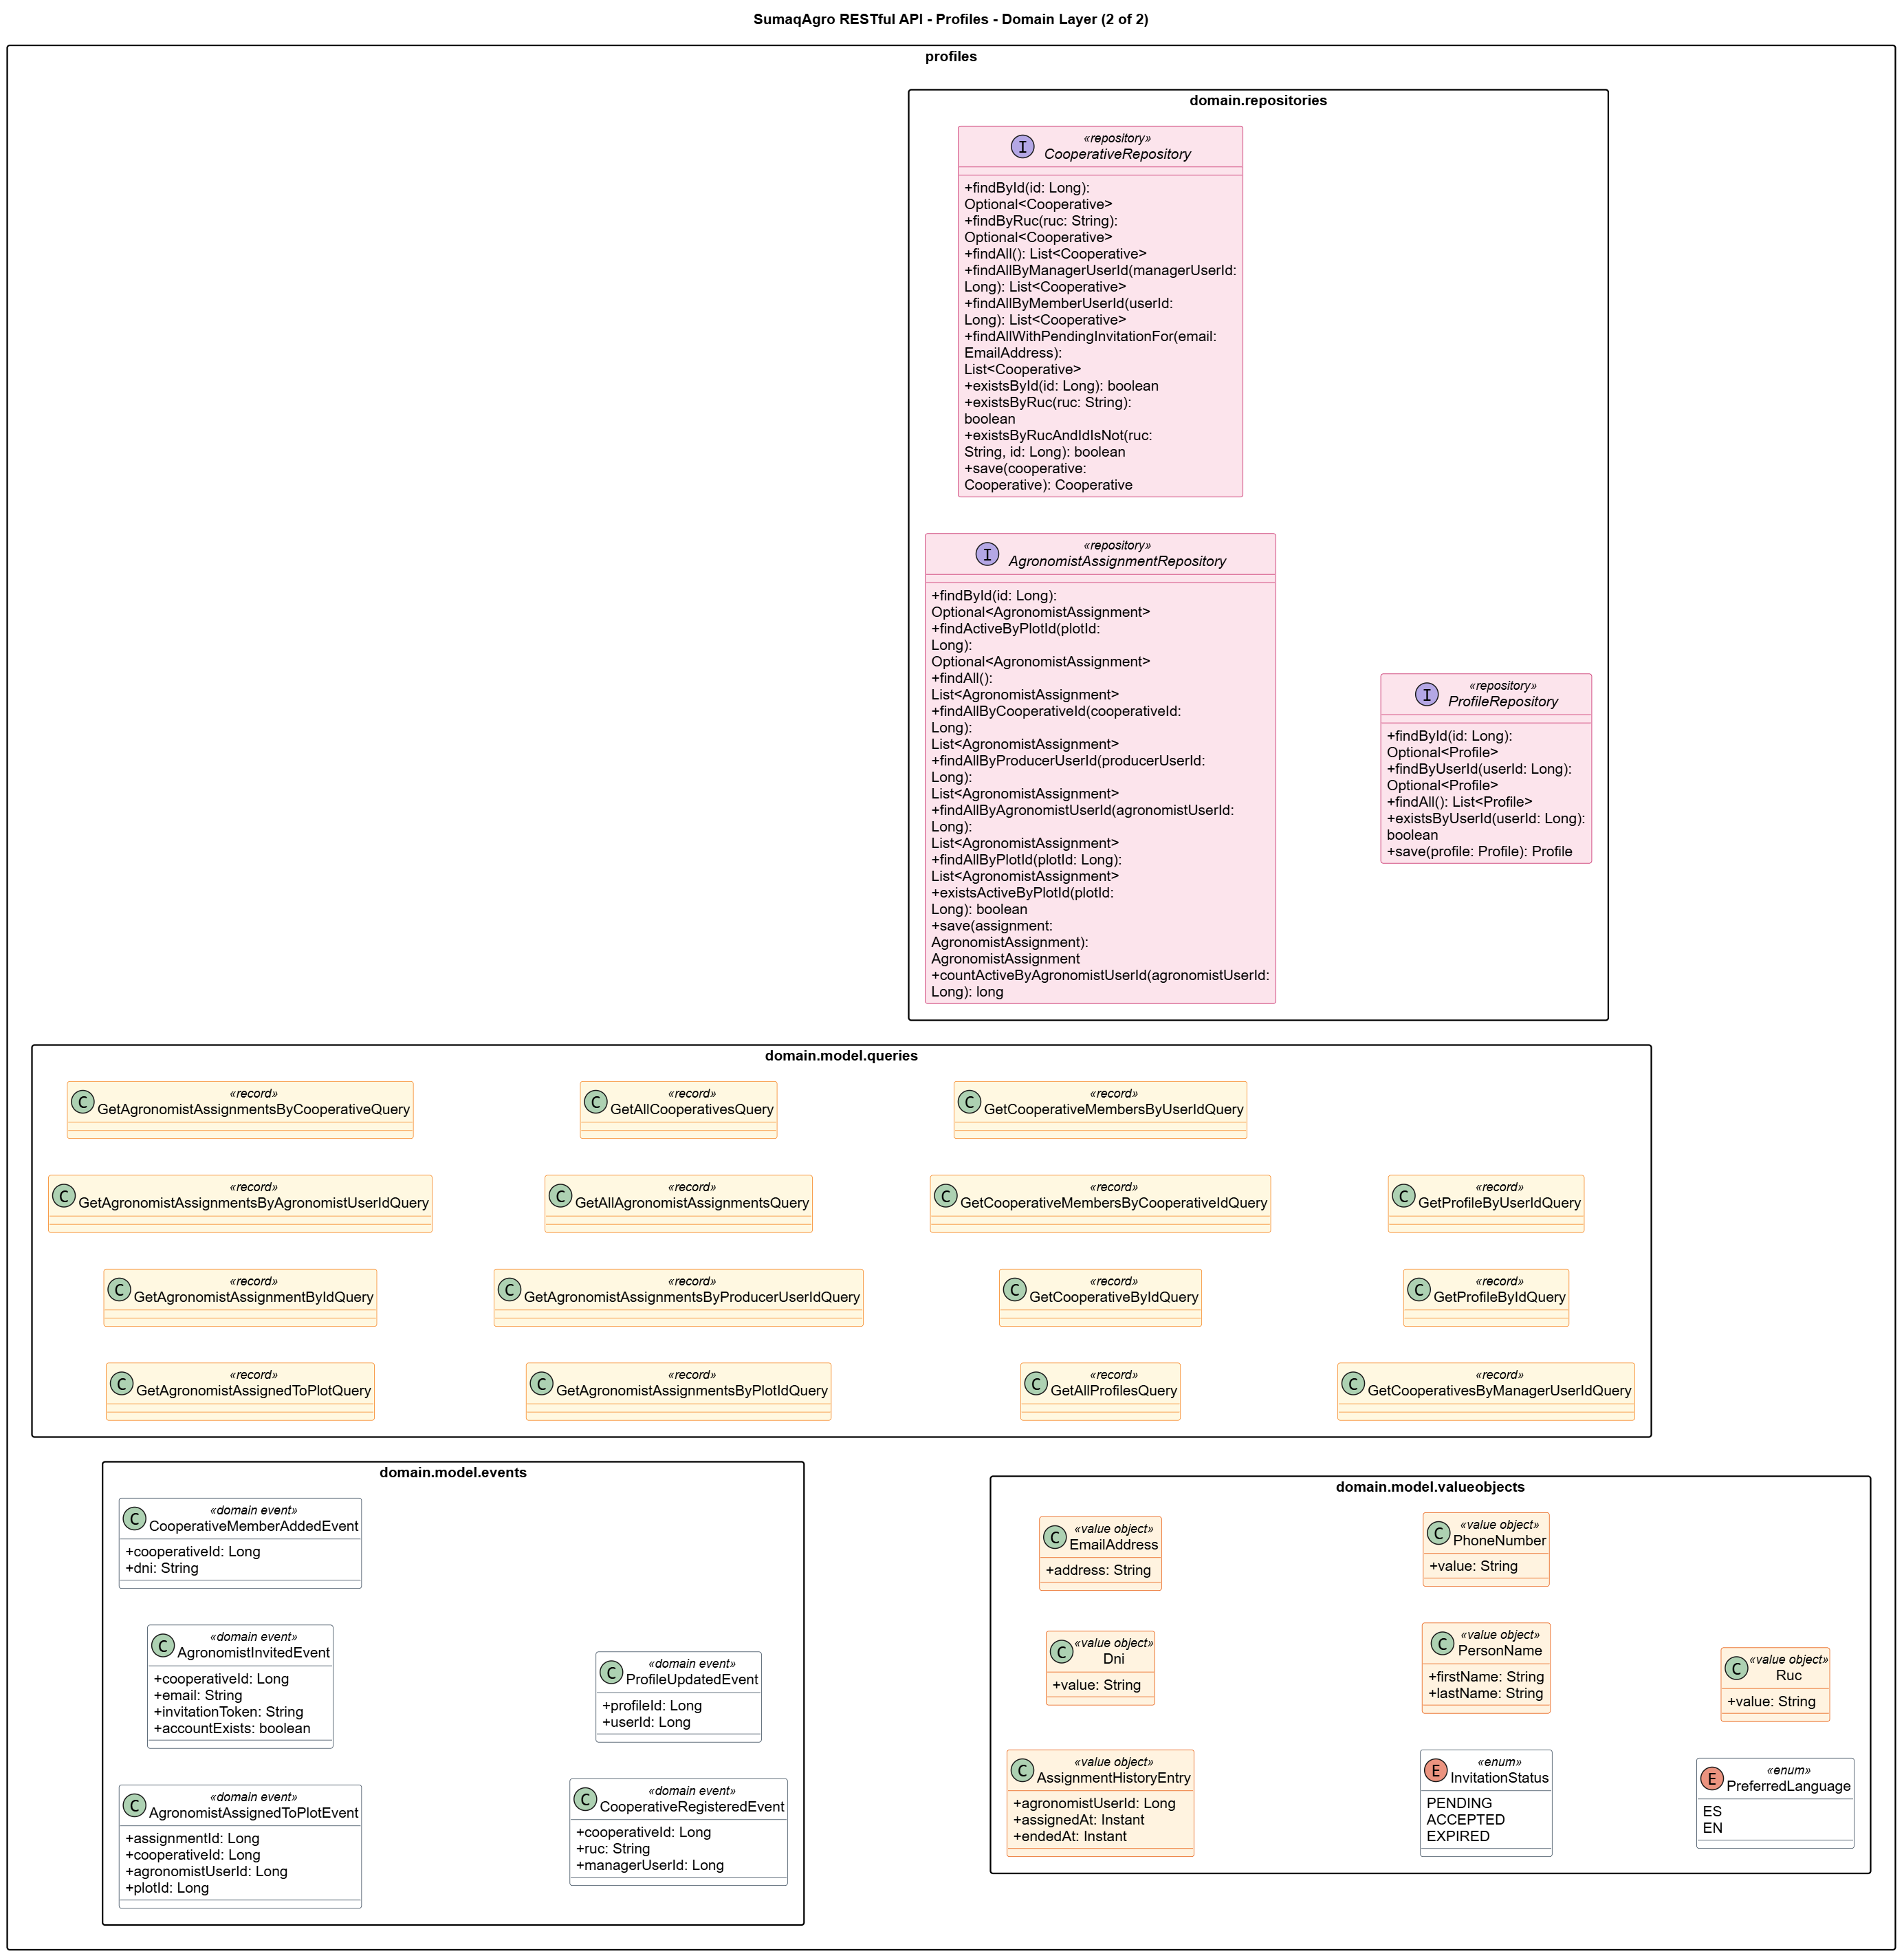 SumaqAgro RESTful API - Profiles - Domain Layer (2 of 2)
profiles
domain.repositories
«repository»
I
CooperativeRepository
+findById(id: Long):
Optional<Cooperative>
+findByRuc(ruc: String):
Optional<Cooperative>
+findAll(): List<Cooperative>
+findAllByManagerUserId(managerUserId:
Long): List<Cooperative>
+findAllByMemberUserId(userId:
Long): List<Cooperative>
+findAllWithPendingInvitationFor(email:
EmailAddress):
List<Cooperative>
+existsById(id: Long): boolean
+existsByRuc(ruc: String):
boolean
+existsByRucAndIdIsNot(ruc:
String, id: Long): boolean
+save(cooperative:
Cooperative): Cooperative
«repository»
I
AgronomistAssignmentRepository
+findById(id: Long):
Optional<AgronomistAssignment>
+findActiveByPlotId(plotId:
Long):
Optional<AgronomistAssignment>
+findAll():
List<AgronomistAssignment>
+findAllByCooperativeId(cooperativeId:
Long):
List<AgronomistAssignment>
+findAllByProducerUserId(producerUserId:
Long):
List<AgronomistAssignment>
+findAllByAgronomistUserId(agronomistUserId:
Long):
List<AgronomistAssignment>
+findAllByPlotId(plotId: Long):
List<AgronomistAssignment>
+existsActiveByPlotId(plotId:
Long): boolean
+save(assignment:
AgronomistAssignment):
AgronomistAssignment
+countActiveByAgronomistUserId(agronomistUserId:
Long): long
«repository»
I
ProfileRepository
+findById(id: Long):
Optional<Profile>
+findByUserId(userId: Long):
Optional<Profile>
+findAll(): List<Profile>
+existsByUserId(userId: Long):
boolean
+save(profile: Profile): Profile
domain.model.queries
«record»
C
GetAgronomistAssignmentsByCooperativeQuery
«record»
C
GetAllCooperativesQuery
«record»
C
GetCooperativeMembersByUserIdQuery
«record»
C
GetAgronomistAssignmentsByAgronomistUserIdQuery
«record»
C
GetAllAgronomistAssignmentsQuery
«record»
C
GetCooperativeMembersByCooperativeIdQuery
«record»
C
GetProfileByUserIdQuery
«record»
C
GetAgronomistAssignmentByIdQuery
«record»
C
GetAgronomistAssignmentsByProducerUserIdQuery
«record»
C
GetCooperativeByIdQuery
«record»
C
GetProfileByIdQuery
«record»
C
GetAgronomistAssignedToPlotQuery
«record»
C
GetAgronomistAssignmentsByPlotIdQuery
«record»
C
GetAllProfilesQuery
«record»
C
GetCooperativesByManagerUserIdQuery
domain.model.events
«domain event»
C
CooperativeMemberAddedEvent
+cooperativeId: Long
+dni: String
«domain event»
C
AgronomistInvitedEvent
+cooperativeId: Long
+email: String
+invitationToken: String
+accountExists: boolean
«domain event»
C
ProfileUpdatedEvent
+profileId: Long
+userId: Long
«domain event»
C
AgronomistAssignedToPlotEvent
+assignmentId: Long
+cooperativeId: Long
+agronomistUserId: Long
+plotId: Long
«domain event»
C
CooperativeRegisteredEvent
+cooperativeId: Long
+ruc: String
+managerUserId: Long
domain.model.valueobjects
«value object»
C
EmailAddress
+address: String
«value object»
C
PhoneNumber
+value: String
«value object»
C
Dni
+value: String
«value object»
C
PersonName
+firstName: String
+lastName: String
«value object»
C
Ruc
+value: String
«value object»
C
AssignmentHistoryEntry
+agronomistUserId: Long
+assignedAt: Instant
+endedAt: Instant
«enum»
E
InvitationStatus
PENDING
ACCEPTED
EXPIRED
«enum»
E
PreferredLanguage
ES
EN